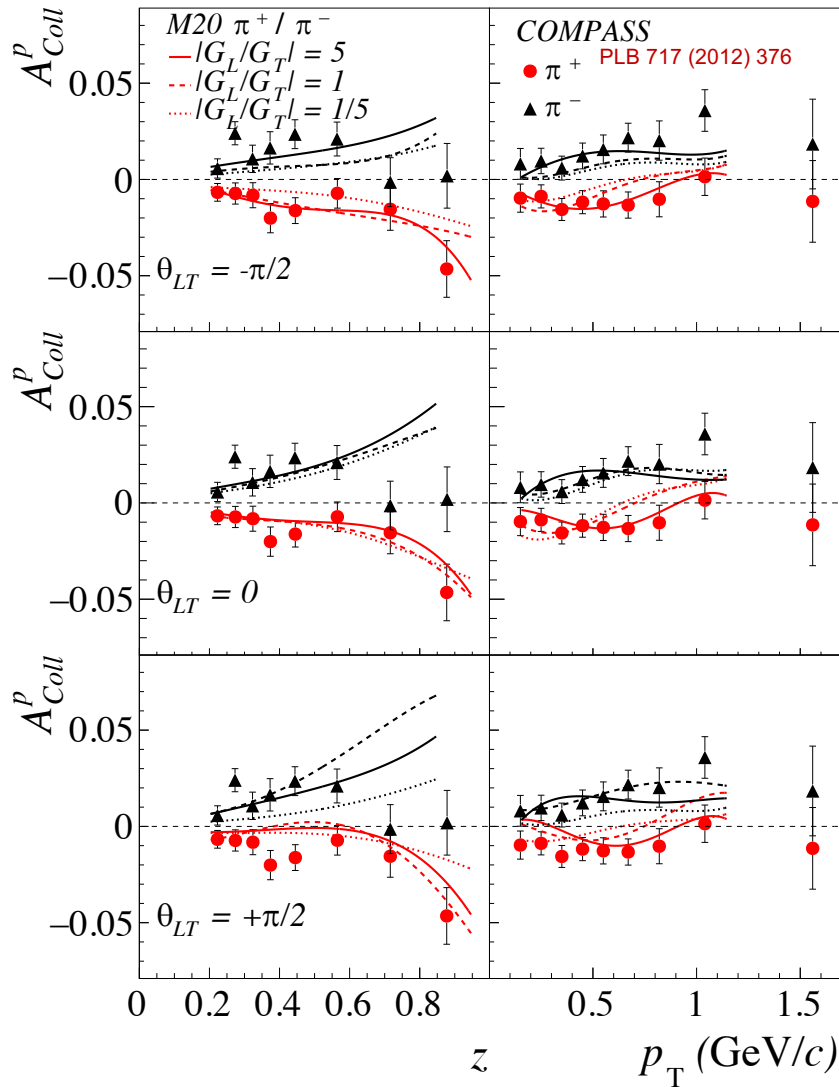 M20 π⁺/ π⁻
|G_L/G_T| = 5
|G_L/G_T| = 1
|G_L/G_T| = 1/5
COMPASS
π⁺ PLB 717 (2012) 376
π⁻
A^p_Coll
0.05
0
−0.05
θ_LT = -π/2
A^p_Coll
0.05
0
−0.05
θ_LT = 0
A^p_Coll
0.05
0
−0.05
θ_LT = +π/2
0 0.2 0.4 0.6 0.8 0.5 1 1.5
z p_T (GeV/c)